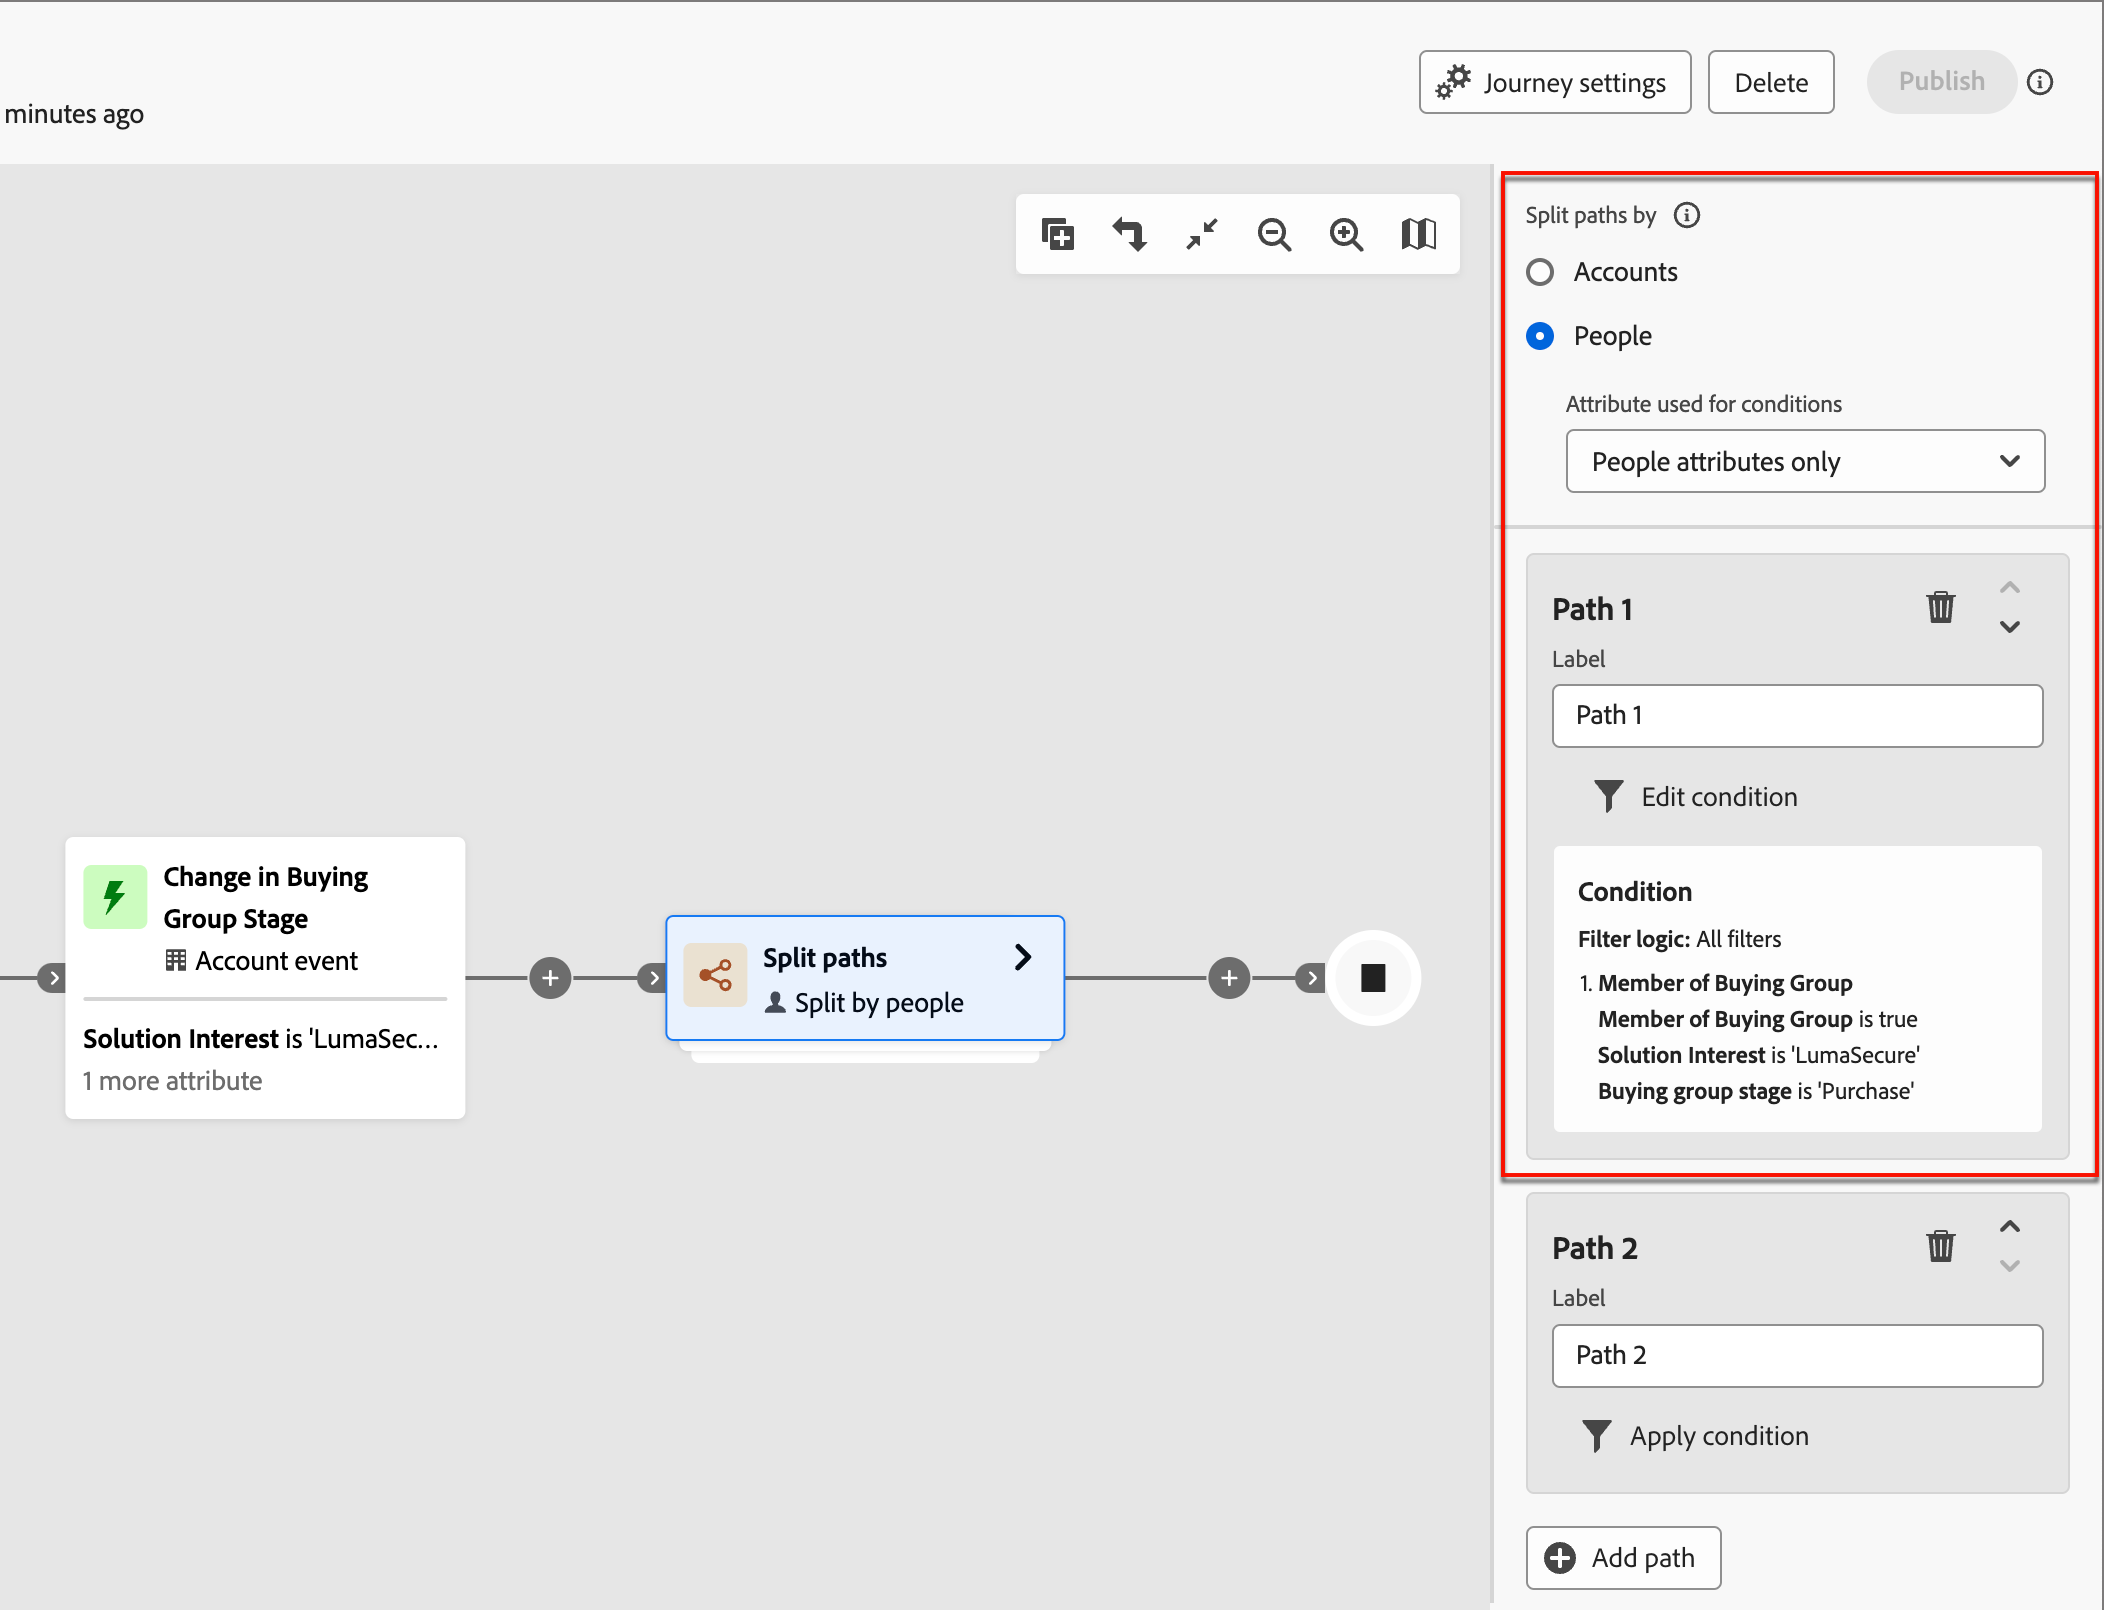 minutes ago
Journey settings
Delete
Publish
Change in Buying
Group Stage
Account event
Solution Interest is 'LumaSec...
1 more attribute
Split paths
Split by people
Split paths by
Accounts
People
Attribute used for conditions
People attributes only
Path 1
Label
Path 1
Edit condition
Condition
Filter logic: All filters
1. Member of Buying Group
Member of Buying Group is true
Solution Interest is 'LumaSecure'
Buying group stage is 'Purchase'
Path 2
Label
Path 2
Apply condition
Add path